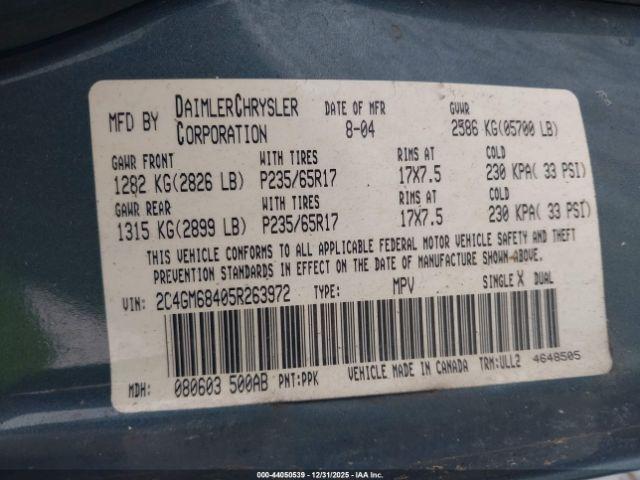 MFD BY DAIMLERCHRYSLER CORPORATION DATE OF MFR 8-04 GVWR 2586 KG(05700 LB)
GAWR FRONT WITH TIRES RIMS AT COLD
1282 KG(2826 LB) P235/65R17 17X7.5 230 KPA( 33 PSI)
GAWR REAR WITH TIRES RIMS AT COLD
1315 KG(2899 LB) P235/65R17 17X7.5 230 KPA( 33 PSI)
THIS VEHICLE CONFORMS TO ALL APPLICABLE FEDERAL MOTOR VEHICLE SAFETY AND THEFT
PREVENTION STANDARDS IN EFFECT ON THE DATE OF MANUFACTURE SHOWN ABOVE.
VIN: 2C4GM68405R263972 TYPE: MPV SINGLE X DUAL
MDH: 080603 500AB PNT:PPK VEHICLE MADE IN CANADA TRM:ULL2 4648505
000-44050539 - 12/31/2025 - IAA Inc.